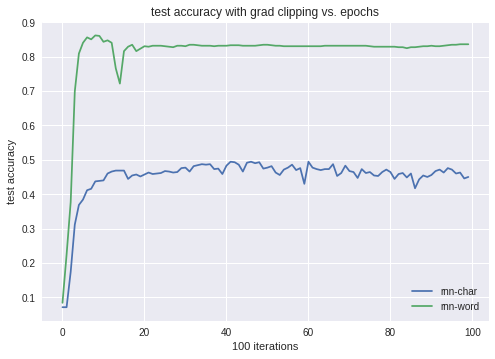 test accuracy with grad clipping vs. epochs
0.9
0.8
0.7
0.6
0.5
0.4
0.3
0.2
0.1
test accuracy
0 20 40 60 80 100
100 iterations
rnn-char
rnn-word